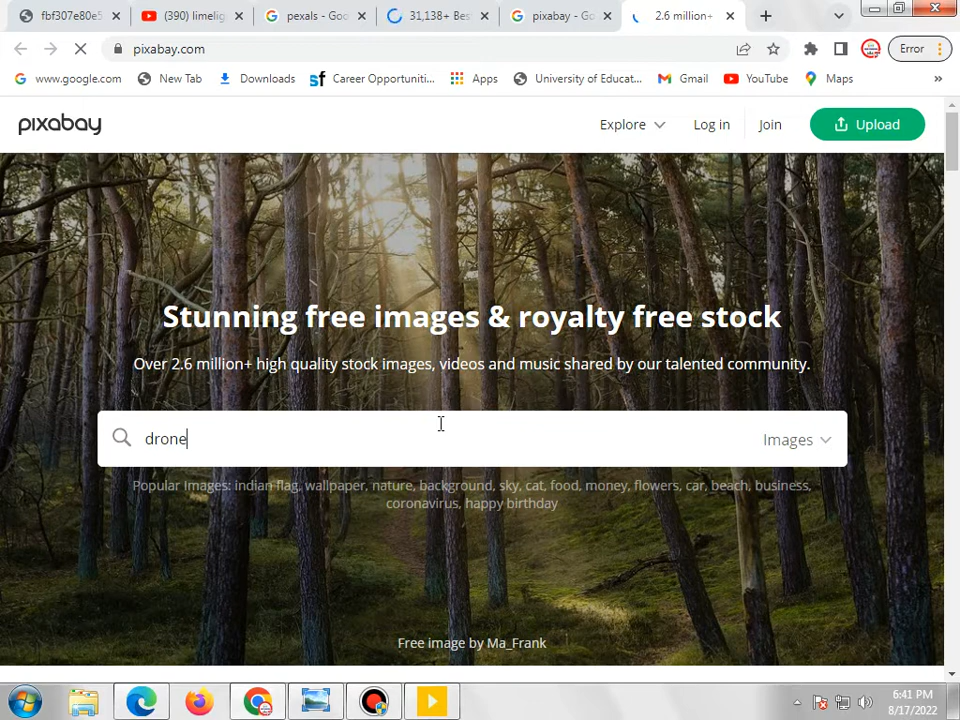 fbf307e80e5
(390) limelig
pexals - Goo
31,138+ Bes
pixabay - Go
2.6 million+
pixabay.com
Error
www.google.com
New Tab
Downloads
Career Opportuniti...
Apps
University of Educat...
Gmail
YouTube
Maps
»
pixabay
Explore
Log in
Join
Upload
Stunning free images & royalty free stock
Over 2.6 million+ high quality stock images, videos and music shared by our talented community.
drone
Images
Popular Images: indian flag, wallpaper, nature, background, sky, cat, food, money, flowers, car, beach, business,
coronavirus, happy birthday
Free image by Ma_Frank
6:41 PM
8/17/2022